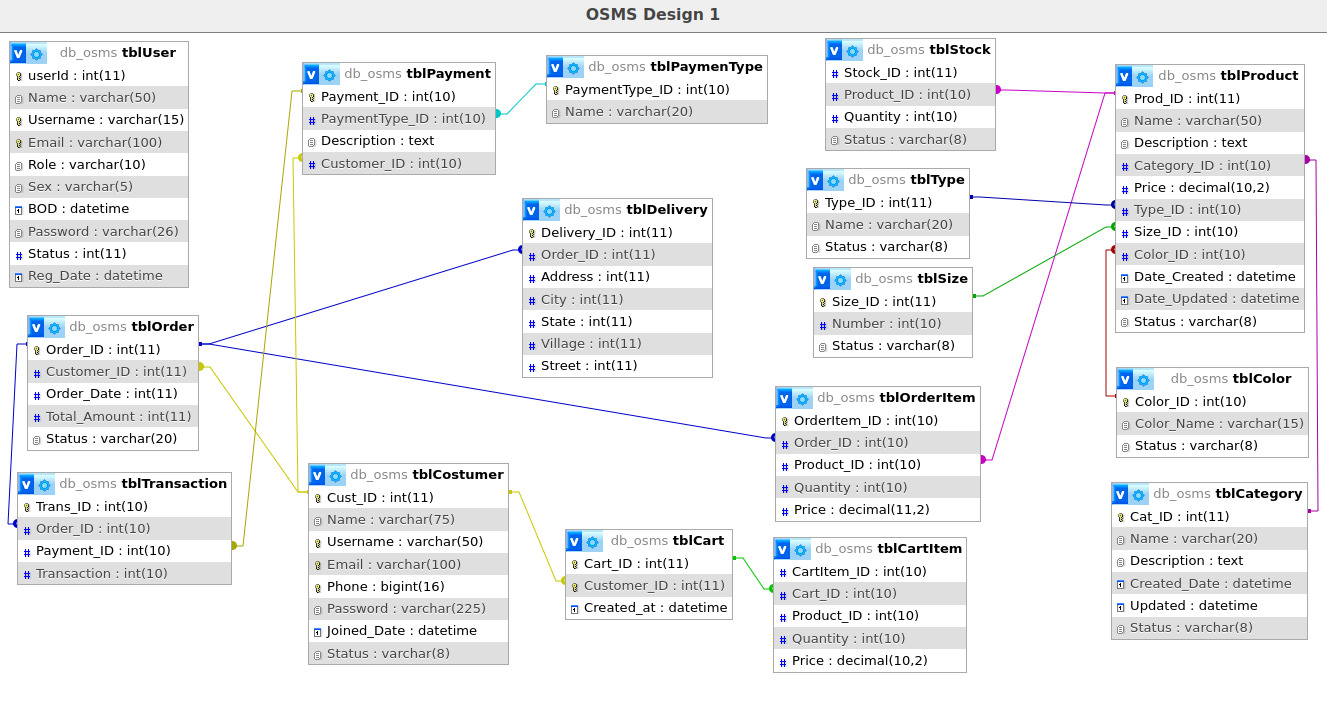 OSMS Design 1
v db_osms tblUser
userId : int(11)
Name : varchar(50)
Username : varchar(15)
Email : varchar(100)
Role : varchar(10)
Sex : varchar(5)
BOD : datetime
Password : varchar(26)
Status : int(11)
Reg_Date : datetime
v db_osms tblPayment
Payment_ID : int(10)
# PaymentType_ID : int(10)
Description : text
# Customer_ID : int(10)
v db_osms tblPaymenType
PaymentType_ID : int(10)
Name : varchar(20)
v db_osms tblStock
# Stock_ID : int(11)
# Product_ID : int(10)
# Quantity : int(10)
Status : varchar(8)
v db_osms tblProduct
Prod_ID : int(11)
Name : varchar(50)
Description : text
# Category_ID : int(10)
# Price : decimal(10,2)
# Type_ID : int(10)
# Size_ID : int(10)
# Color_ID : int(10)
Date_Created : datetime
Date_Updated : datetime
Status : varchar(8)
v db_osms tblType
Type_ID : int(11)
Name : varchar(20)
Status : varchar(8)
v db_osms tblDelivery
Delivery_ID : int(11)
# Order_ID : int(11)
# Address : int(11)
# City : int(11)
# State : int(11)
# Village : int(11)
# Street : int(11)
v db_osms tblSize
Size_ID : int(11)
# Number : int(10)
Status : varchar(8)
v db_osms tblOrder
Order_ID : int(11)
# Customer_ID : int(11)
# Order_Date : int(11)
# Total_Amount : int(11)
Status : varchar(20)
v db_osms tblColor
Color_ID : int(10)
Color_Name : varchar(15)
Status : varchar(8)
v db_osms tblOrderItem
OrderItem_ID : int(10)
# Order_ID : int(10)
# Product_ID : int(10)
# Quantity : int(10)
# Price : decimal(11,2)
v db_osms tblTransaction
Trans_ID : int(10)
# Order_ID : int(10)
# Payment_ID : int(10)
# Transaction : int(10)
v db_osms tblCostumer
Cust_ID : int(11)
Name : varchar(75)
Username : varchar(50)
Email : varchar(100)
Phone : bigint(16)
Password : varchar(225)
Joined_Date : datetime
Status : varchar(8)
v db_osms tblCategory
Cat_ID : int(11)
Name : varchar(20)
Description : text
Created_Date : datetime
Updated : datetime
Status : varchar(8)
v db_osms tblCart
Cart_ID : int(11)
Customer_ID : int(11)
Created_at : datetime
v db_osms tblCartItem
# CartItem_ID : int(10)
# Cart_ID : int(10)
# Product_ID : int(10)
# Quantity : int(10)
# Price : decimal(10,2)